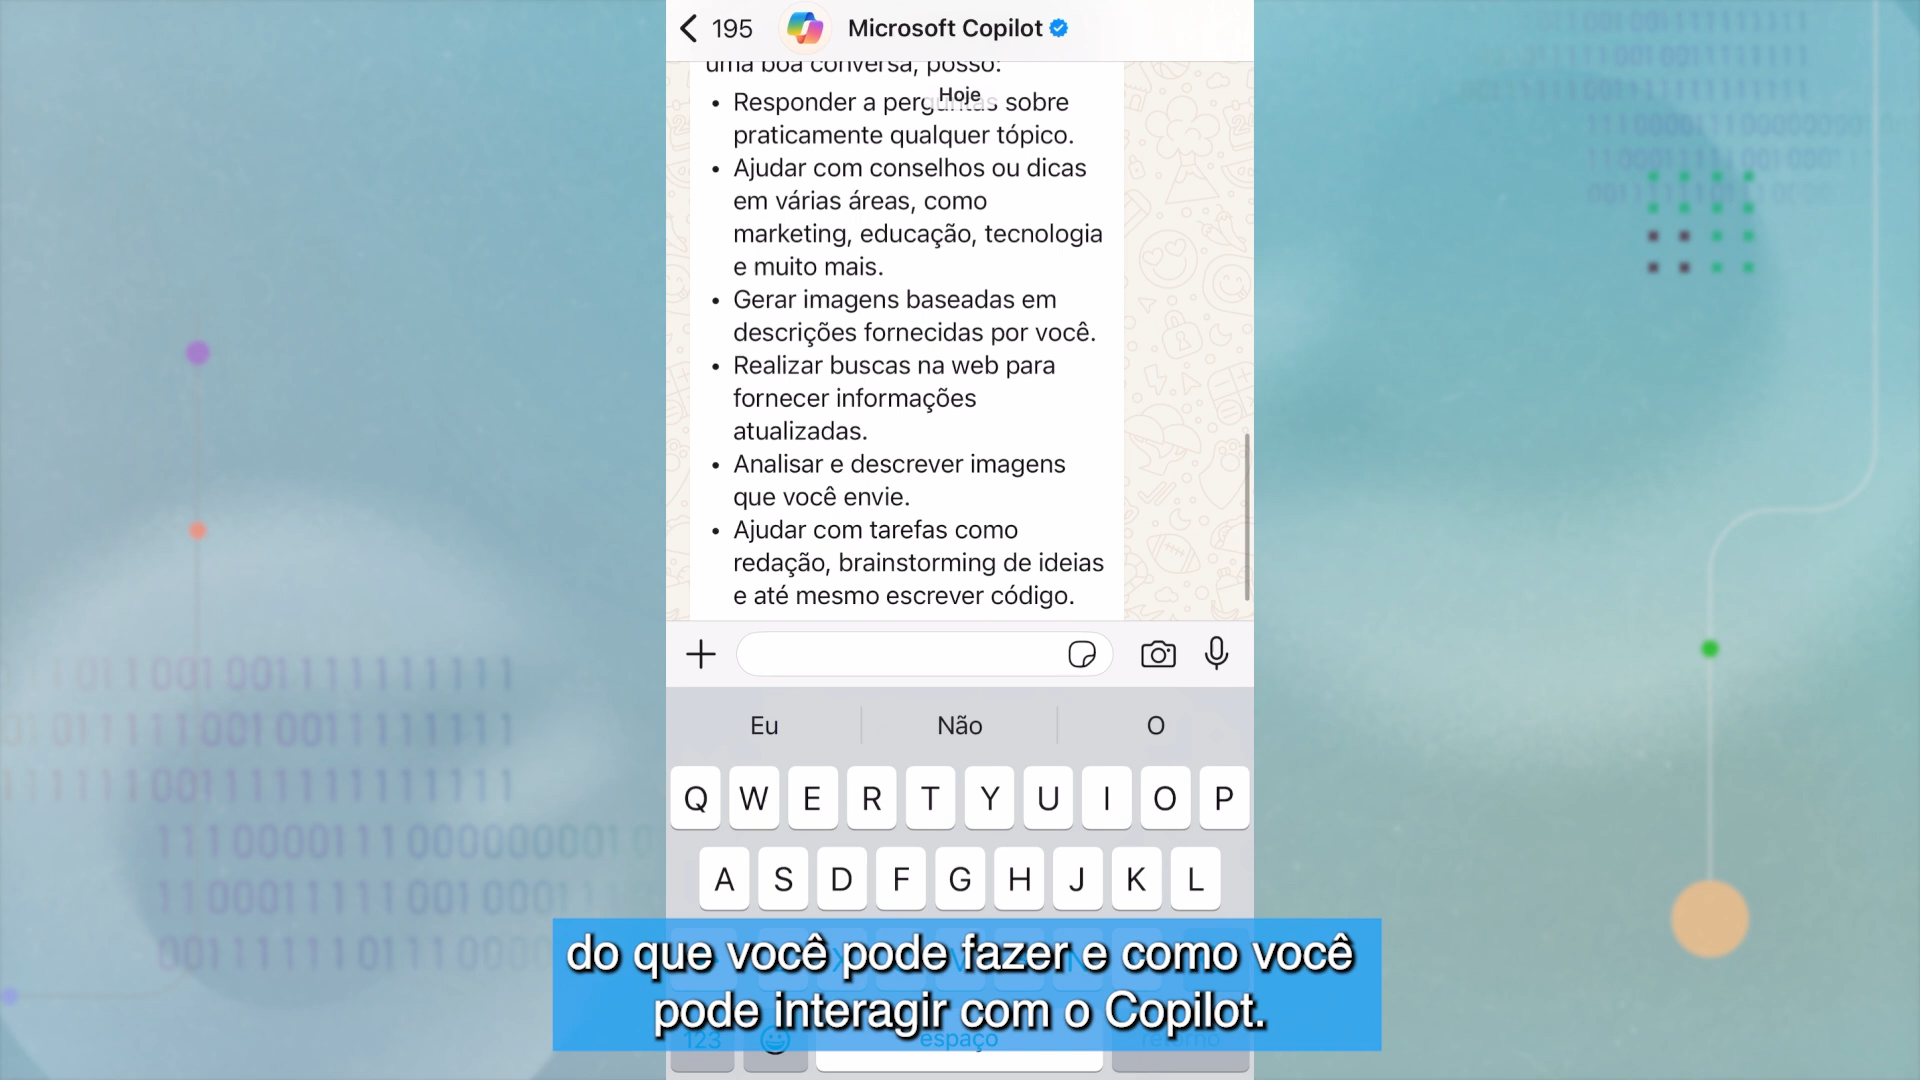 195 Microsoft Copilot
uma boa conversa, posso:
Hoje
• Responder a perguntas sobre
praticamente qualquer tópico.
• Ajudar com conselhos ou dicas
em várias áreas, como
marketing, educação, tecnologia
e muito mais.
• Gerar imagens baseadas em
descrições fornecidas por você.
• Realizar buscas na web para
fornecer informações
atualizadas.
• Analisar e descrever imagens
que você envie.
• Ajudar com tarefas como
redação, brainstorming de ideias
e até mesmo escrever código.
Eu Não O
Q W E R T Y U I O P
A S D F G H J K L
do que você pode fazer e como você
pode interagir com o Copilot.
123 espaço retorno